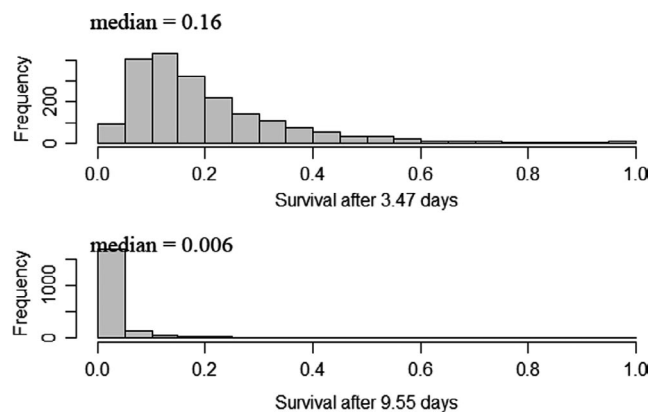 median = 0.16
Frequency
200
0
0.0 0.2 0.4 0.6 0.8 1.0
Survival after 3.47 days
median = 0.006
Frequency
1000
0
0.0 0.2 0.4 0.6 0.8 1.0
Survival after 9.55 days